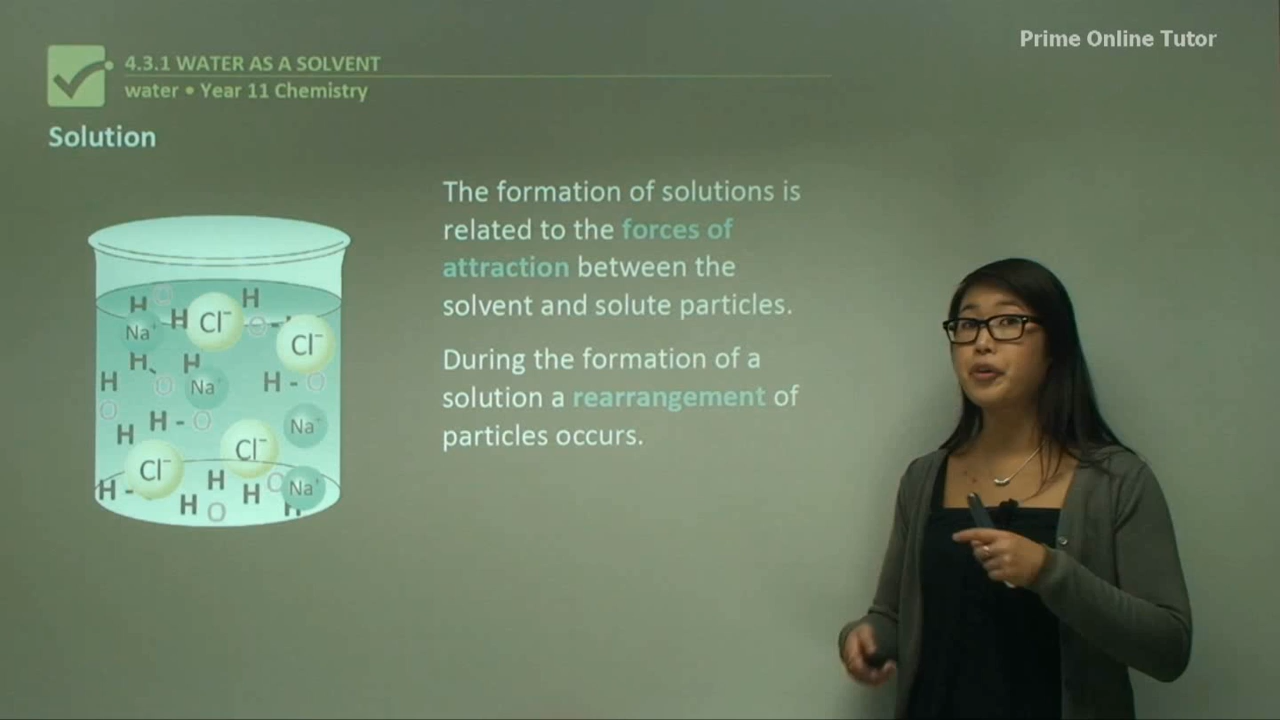 Prime Online Tutor
4.3.1 WATER AS A SOLVENT
water • Year 11 Chemistry
Solution
The formation of solutions is
related to the forces of
attraction between the
solvent and solute particles.
During the formation of a
solution a rearrangement of
particles occurs.
H O H
Na⁺ H Cl⁻ O -
Cl⁻
H H
H O Na⁺ H - O
O H - O Na⁺
H Cl⁻
Cl⁻
H - H H O Na⁺
H O H